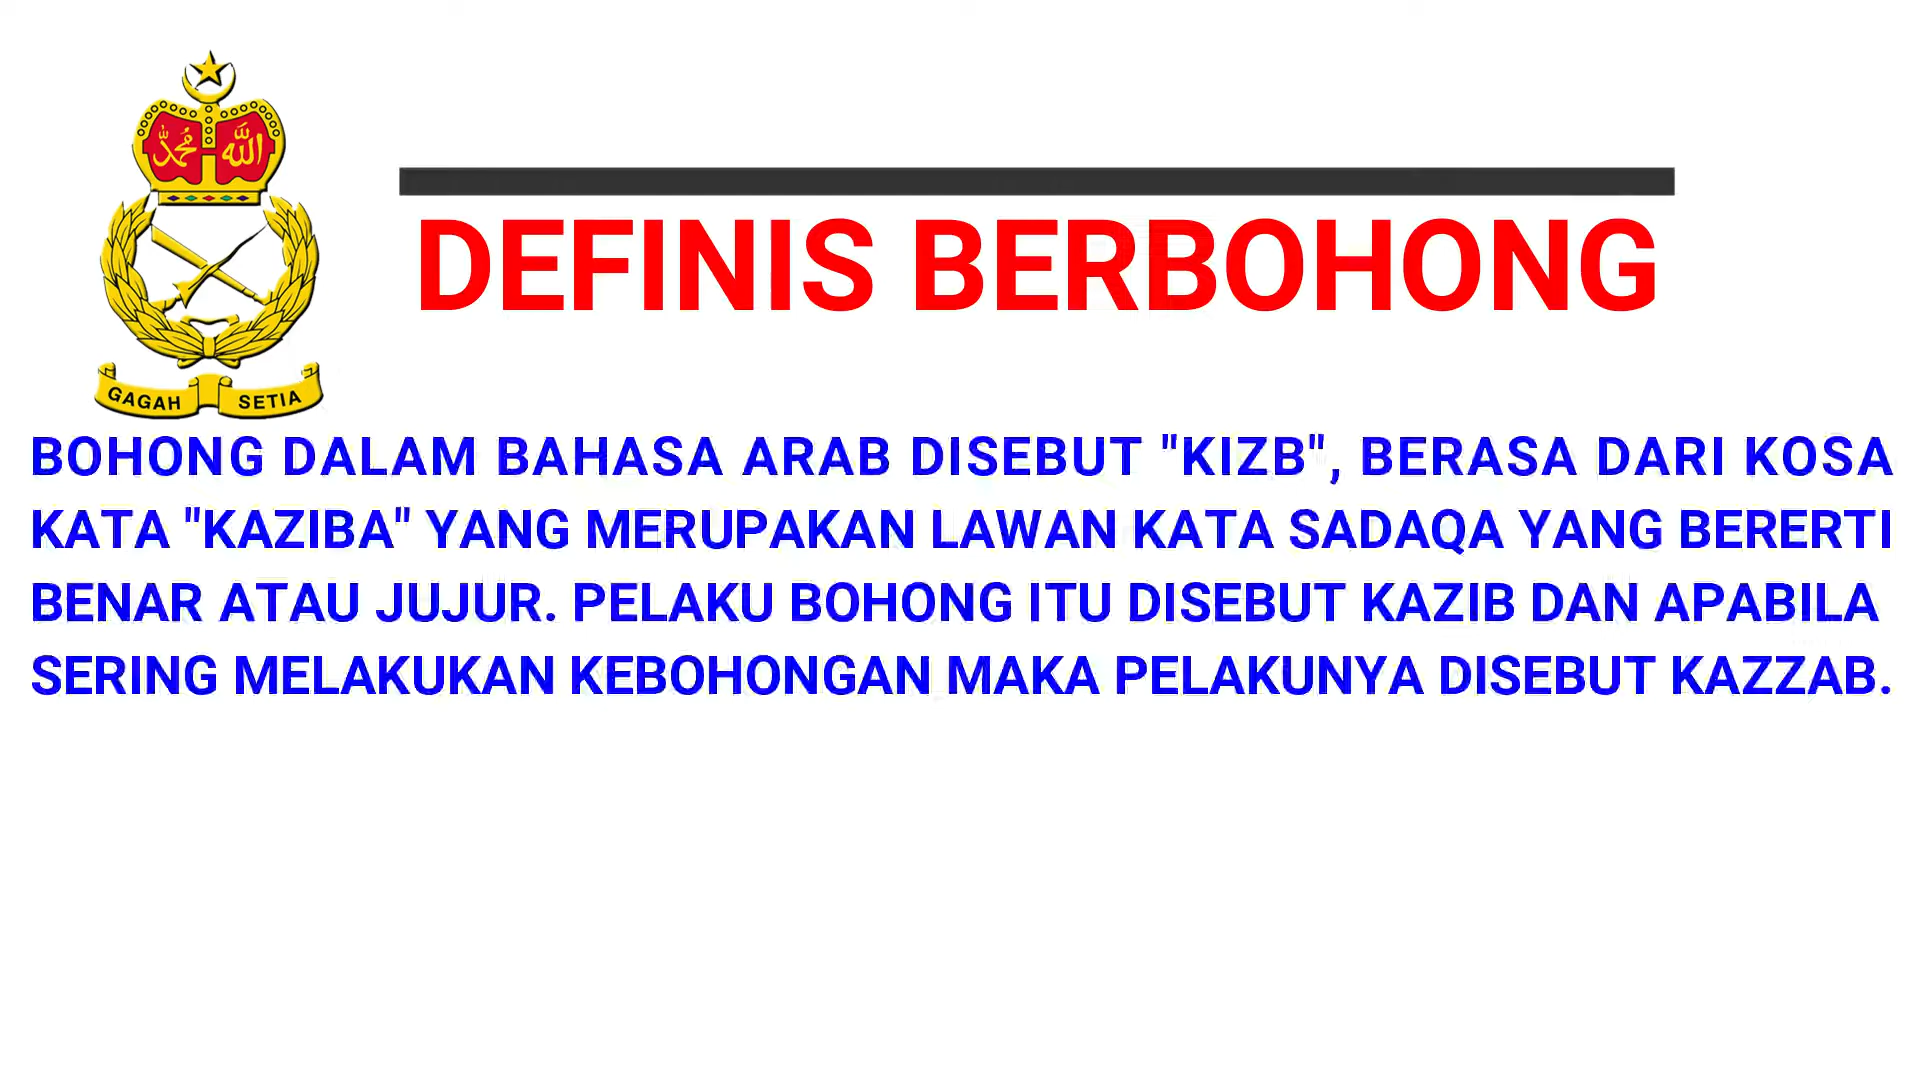 محمد الله
GAGAH SETIA
DEFINIS BERBOHONG
BOHONG DALAM BAHASA ARAB DISEBUT "KIZB", BERASA DARI KOSA
KATA "KAZIBA" YANG MERUPAKAN LAWAN KATA SADAQA YANG BERERTI
BENAR ATAU JUJUR. PELAKU BOHONG ITU DISEBUT KAZIB DAN APABILA
SERING MELAKUKAN KEBOHONGAN MAKA PELAKUNYA DISEBUT KAZZAB.